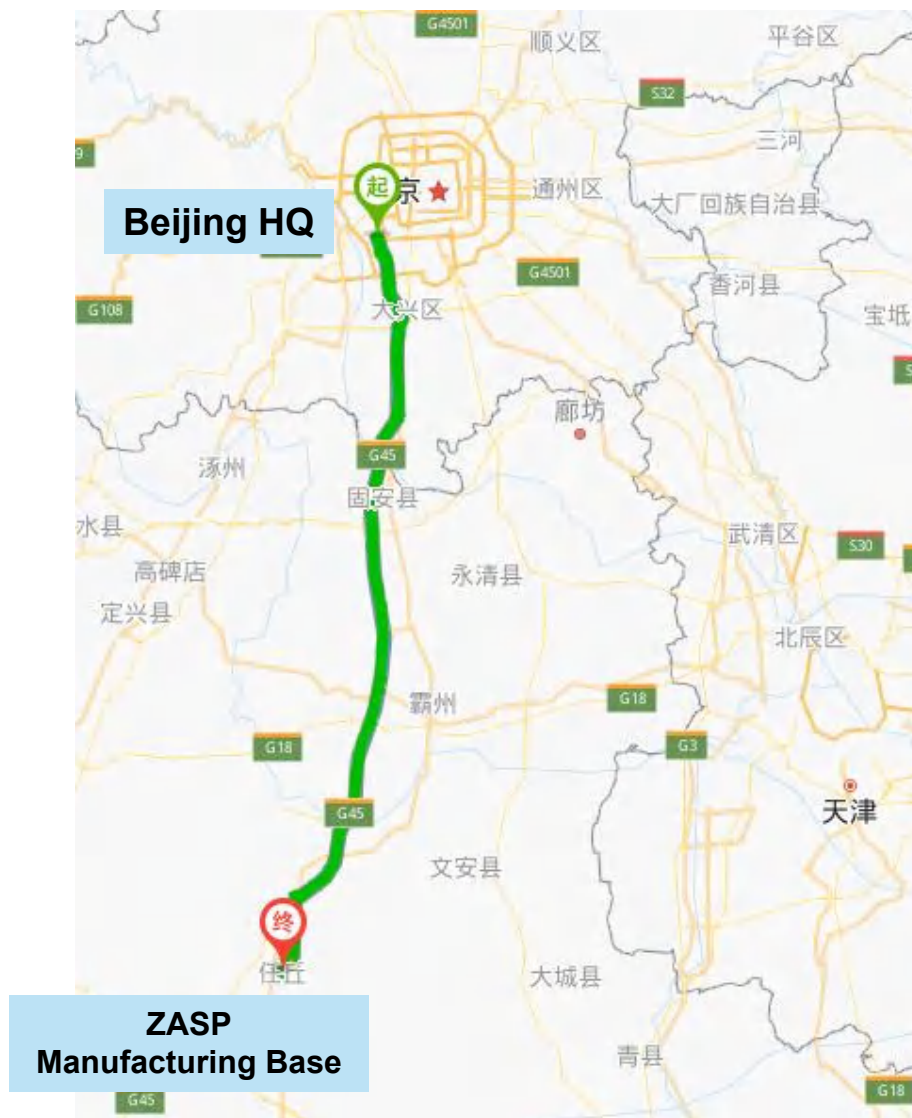 G4501
顺义区
平谷区
S32
三河
9
起
京
通州区
大厂回族自治县
Beijing HQ
G4501
香河县
G108
大兴区
宝坻
S
廊坊
G45
涿州
固安县
水县
武清区
S30
高碑店
永清县
定兴县
北辰区
霸州
G18
G18
G3
G45
天津
文安县
终
任丘
大城县
ZASP
Manufacturing Base
青县
G45
G18